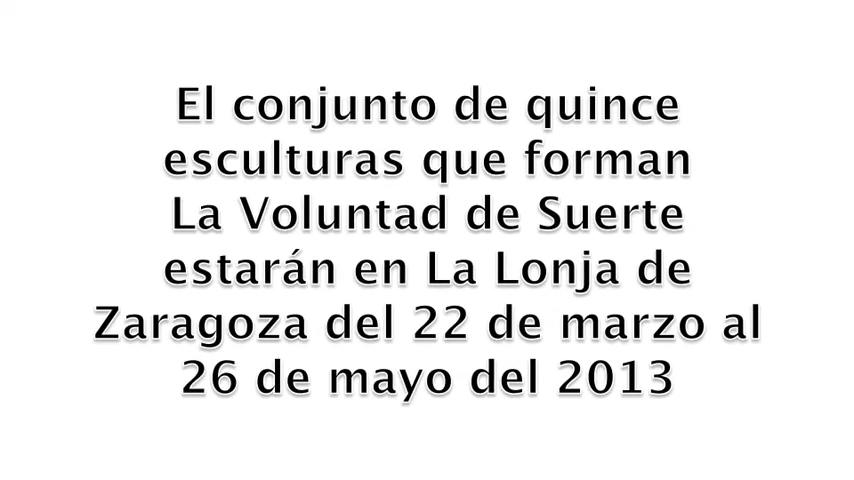 El conjunto de quince
esculturas que forman
La Voluntad de Suerte
estarán en La Lonja de
Zaragoza del 22 de marzo al
26 de mayo del 2013